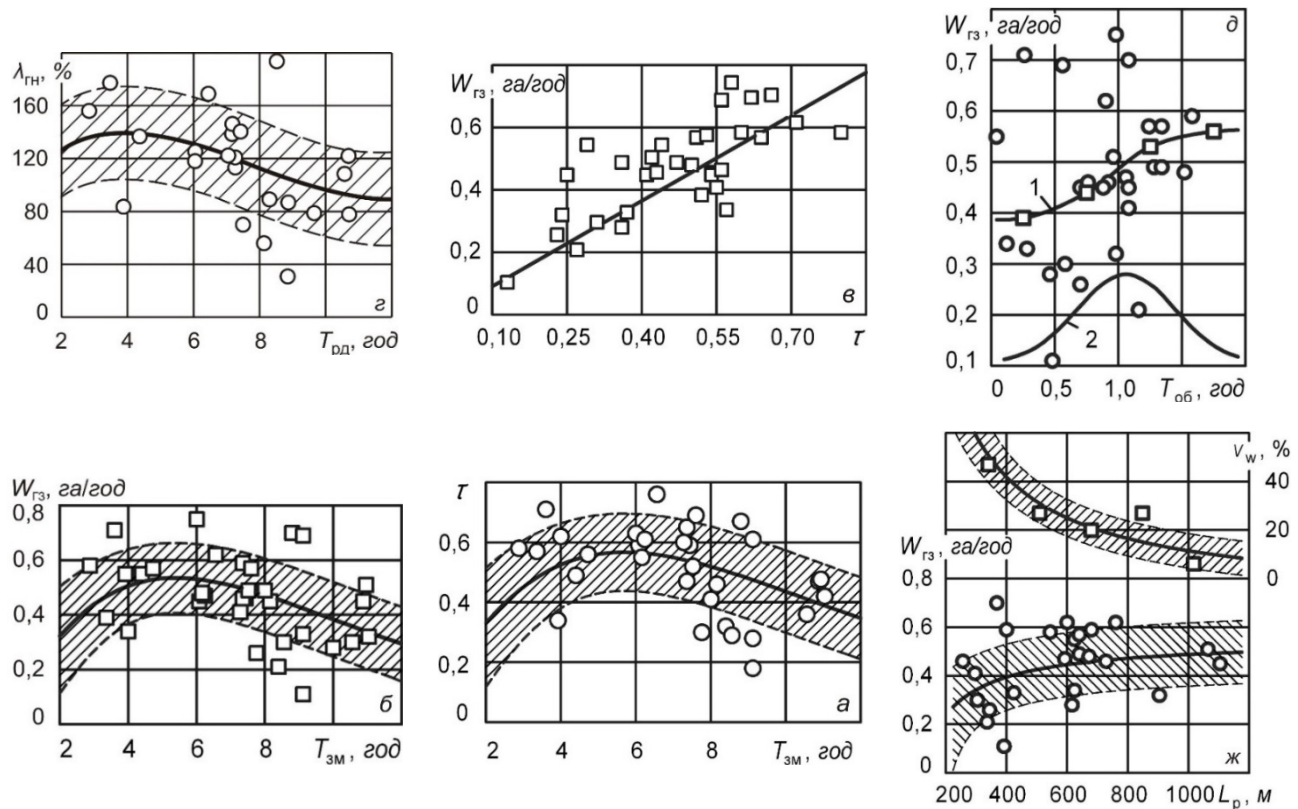 λгн, %
160
120
80
40
0
2 4 6 8 Tрд, год
г
Wгз, га/год
в
0,6
0,4
0,2
0
0,10 0,25 0,40 0,55 0,70 τ
в
Wгз, га/год
д
0,7
0,6
0,5
0,4
0,3
0,2
0,1
1
2
0 0,5 1,0 Tоб, год
Wгз, га/год
0,8
0,6
0,4
0,2
0
2 4 6 8 Tзм, год
б
τ
0,6
0,4
0,2
0
2 4 6 8 Tзм, год
а
Vw, %
40
20
0
Wгз, га/год
0,8
0,6
0,4
0,2
0
ж
200 400 600 800 1000 Lр, м